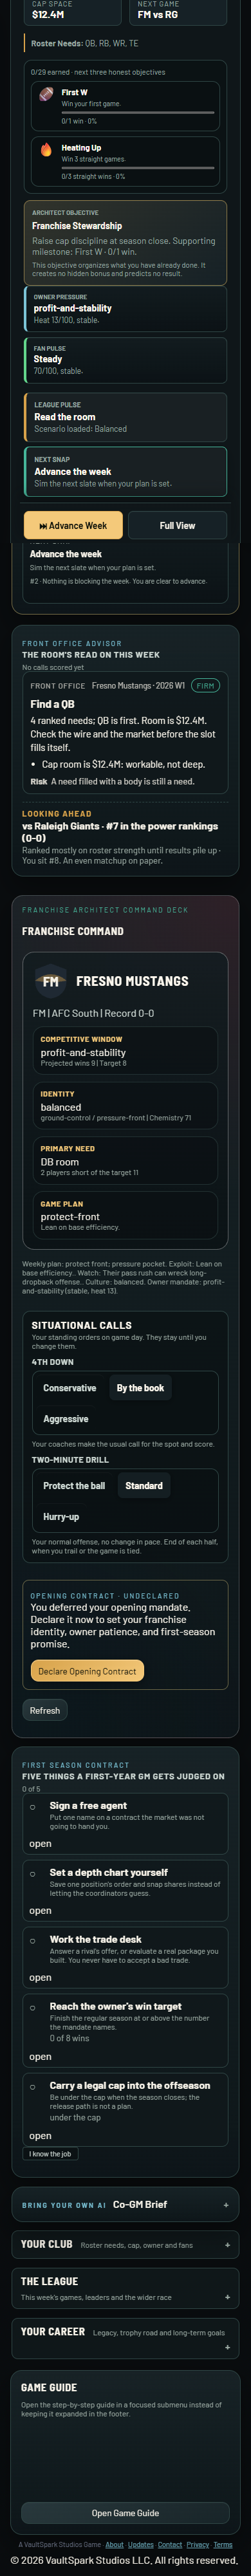 CAP SPACE
$12.4M
NEXT GAME
FM vs RG
Roster Needs: QB, RB, WR, TE
0/29 earned · next three honest objectives
First W
Win your first game.
0/1 win · 0%
Heating Up
Win 3 straight games.
0/3 straight wins · 0%
ARCHITECT OBJECTIVE
Franchise Stewardship
Raise cap discipline at season close. Supporting
milestone: First W · 0/1 win.
This objective organizes what you have already done. It
creates no hidden bonus and predicts no result.
OWNER PRESSURE
profit-and-stability
Heat 13/100, stable.
FAN PULSE
Steady
70/100, stable.
LEAGUE PULSE
Read the room
Scenario loaded: Balanced
NEXT SNAP
Advance the week
Sim the next slate when your plan is set.
⏭ Advance Week
Full View
Advance the week
Sim the next slate when your plan is set.
#2 · Nothing is blocking the week. You are clear to advance.
FRONT OFFICE ADVISOR
THE ROOM'S READ ON THIS WEEK
No calls scored yet
FRONT OFFICE Fresno Mustangs · 2026 W1 FIRM
Find a QB
4 ranked needs; QB is first. Room is $12.4M.
Check the wire and the market before the slot
fills itself.
• Cap room is $12.4M: workable, not deep.
Risk A need filled with a body is still a need.
LOOKING AHEAD
vs Raleigh Giants · #7 in the power rankings
(0-0)
Ranked mostly on roster strength until results pile up ·
You sit #8. An even matchup on paper.
FRANCHISE ARCHITECT COMMAND DECK
FRANCHISE COMMAND
FM FRESNO MUSTANGS
FM | AFC South | Record 0-0
COMPETITIVE WINDOW
profit-and-stability
Projected wins 9 | Target 8
IDENTITY
balanced
ground-control / pressure-front | Chemistry 71
PRIMARY NEED
DB room
2 players short of the target 11
GAME PLAN
protect-front
Lean on base efficiency.
Weekly plan: protect front; pressure pocket. Exploit: Lean on
base efficiency.. Watch: Their pass rush can wreck long-
dropback offense.. Culture: balanced. Owner mandate: profit-
and-stability (stable, heat 13).
SITUATIONAL CALLS
Your standing orders on game day. They stay until you
change them.
4TH DOWN
Conservative
By the book
Aggressive
Your coaches make the usual call for the spot and score.
TWO-MINUTE DRILL
Protect the ball
Standard
Hurry-up
Your normal offense, no change in pace. End of each half,
when you trail or the game is tied.
OPENING CONTRACT · UNDECLARED
You deferred your opening mandate.
Declare it now to set your franchise
identity, owner patience, and first-season
promise.
Declare Opening Contract
Refresh
FIRST SEASON CONTRACT
FIVE THINGS A FIRST-YEAR GM GETS JUDGED ON
0 of 5
Sign a free agent
Put one name on a contract the market was not
going to hand you.
open
Set a depth chart yourself
Save one position's order and snap shares instead of
letting the coordinators guess.
open
Work the trade desk
Answer a rival's offer, or evaluate a real package you
built. You never have to accept a bad trade.
open
Reach the owner's win target
Finish the regular season at or above the number
the mandate names.
0 of 8 wins
open
Carry a legal cap into the offseason
Be under the cap when the season closes; the
release path is not a plan.
under the cap
open
I know the job
BRING YOUR OWN AI Co-GM Brief +
YOUR CLUB Roster needs, cap, owner and fans +
THE LEAGUE
This week's games, leaders and the wider race +
YOUR CAREER Legacy, trophy road and long-term goals
+
GAME GUIDE
Open the step-by-step guide in a focused submenu instead of
keeping it expanded in the footer.
Open Game Guide
A VaultSpark Studios Game · About Updates · Contact · Privacy · Terms
© 2026 VaultSpark Studios LLC. All rights reserved.